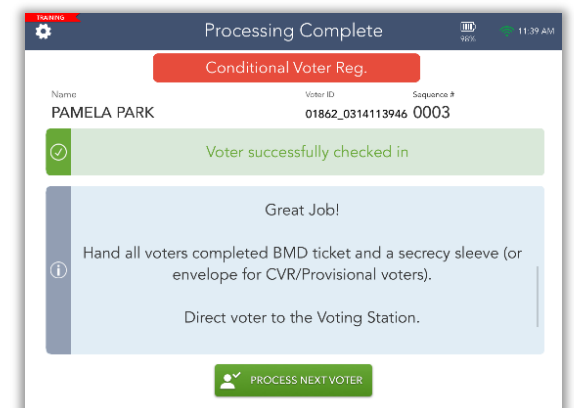 TRAINING
Processing Complete
98%
11:39 AM
Conditional Voter Reg.
Name
Voter ID
Sequence #
PAMELA PARK
01862_0314113946
0003
Voter successfully checked in
Great Job!
Hand all voters completed BMD ticket and a secrecy sleeve (or
envelope for CVR/Provisional voters).
Direct voter to the Voting Station.
PROCESS NEXT VOTER